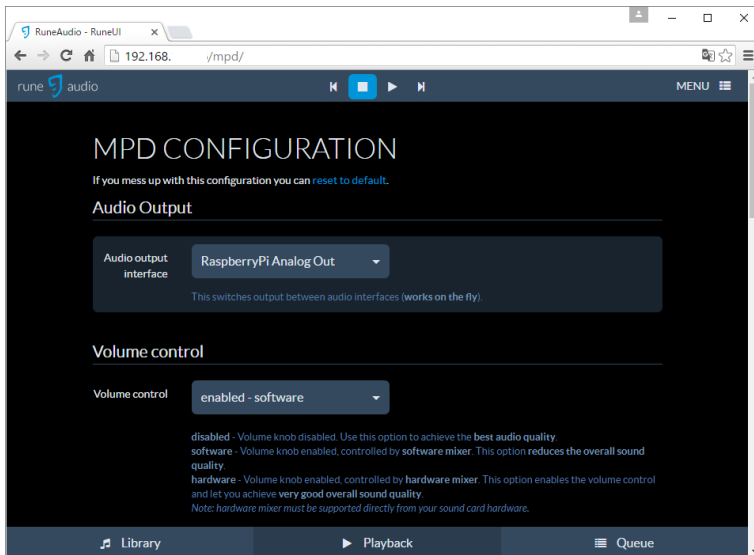 RuneAudio - RuneUI
192.168. /mpd/
rune audio
MENU
MPD CONFIGURATION
If you mess up with this configuration you can reset to default.
Audio Output
Audio output
interface
RaspberryPi Analog Out
This switches output between audio interfaces (works on the fly).
Volume control
Volume control
enabled - software
disabled - Volume knob disabled. Use this option to achieve the best audio quality.
software - Volume knob enabled, controlled by software mixer. This option reduces the overall sound
quality.
hardware - Volume knob enabled, controlled by hardware mixer. This option enables the volume control
and let you achieve very good overall sound quality.
Note: hardware mixer must be supported directly from your sound card hardware.
Library
Playback
Queue